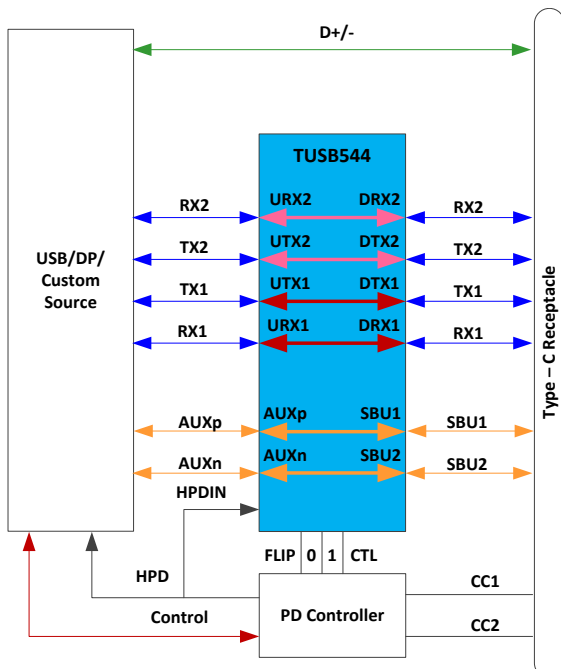 D+/-
TUSB544
URX2 DRX2
RX2 RX2
UTX2 DTX2
TX2 TX2
USB/DP/
Custom
Source
UTX1 DTX1
TX1 TX1
URX1 DRX1
RX1 RX1
Type – C Receptacle
AUXp AUXp SBU1 SBU1
AUXn AUXn SBU2 SBU2
HPDIN
FLIP 0 1 CTL
HPD
CC1
Control
PD Controller
CC2